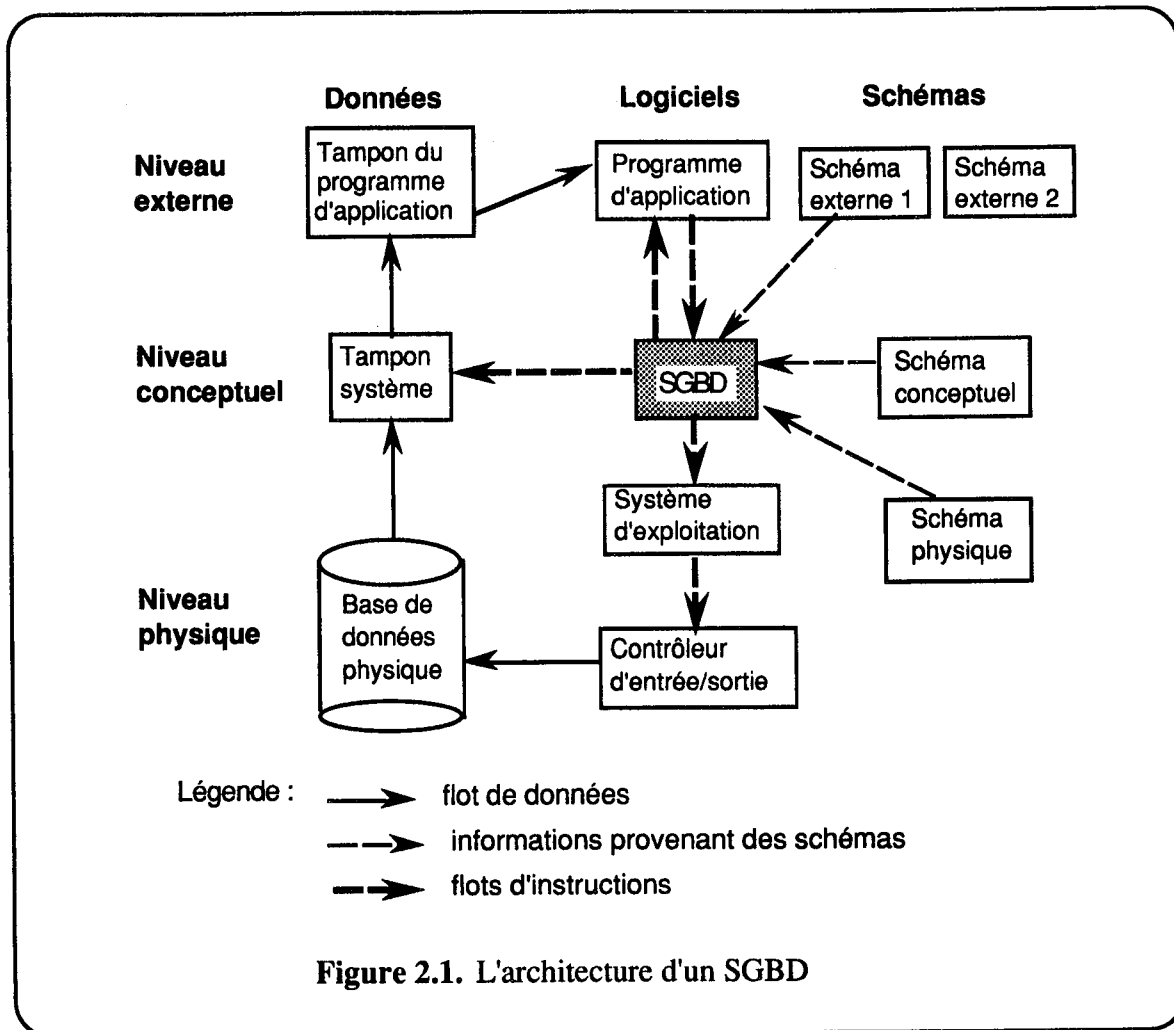 Données
Logiciels
Schémas
Niveau
externe
Tampon du
programme
d'application
Programme
d'application
Schéma
externe 1
Schéma
externe 2
Niveau
conceptuel
Tampon
système
SGBD
Schéma
conceptuel
Système
d'exploitation
Schéma
physique
Niveau
physique
Base de
données
physique
Contrôleur
d'entrée/sortie
Légende :
flot de données
informations provenant des schémas
flots d'instructions
Figure 2.1. L'architecture d'un SGBD